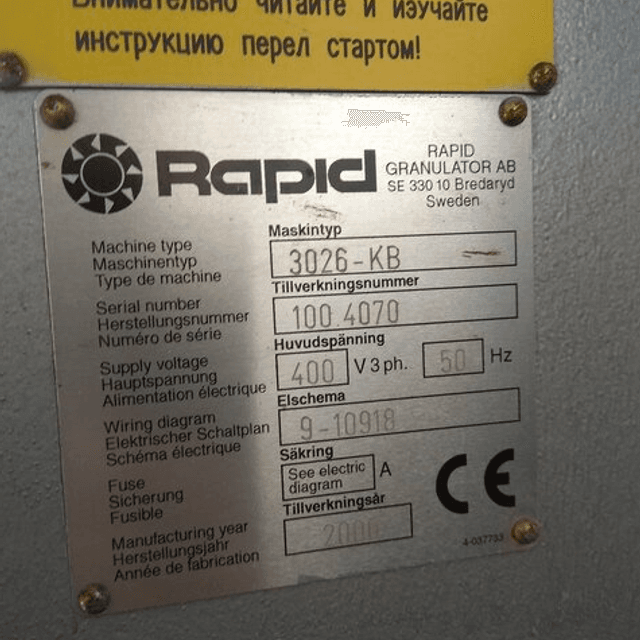 Внимательно читайте и изучайте
инструкцию перел стартом!
Rapid
RAPID
GRANULATOR AB
SE 330 10 Bredaryd
Sweden
Maskintyp
Machine type
Maschinentyp
Type de machine
3026-KB
Tillverkningsnummer
Serial number
Herstellungsnummer
Numéro de série
100.4070
Huvudspänning
Supply voltage
Hauptspannung
Alimentation électrique
400 V 3 ph. 50 Hz
Elschema
Wiring diagram
Elektrischer Schaltplan
Schéma électrique
9-10918
Säkring
Fuse
Sicherung
Fusible
See electric
diagram
A
CE
Tillverkningsår
Manufacturing year
Herstellungsjahr
Année de fabrication
2000
4-037733